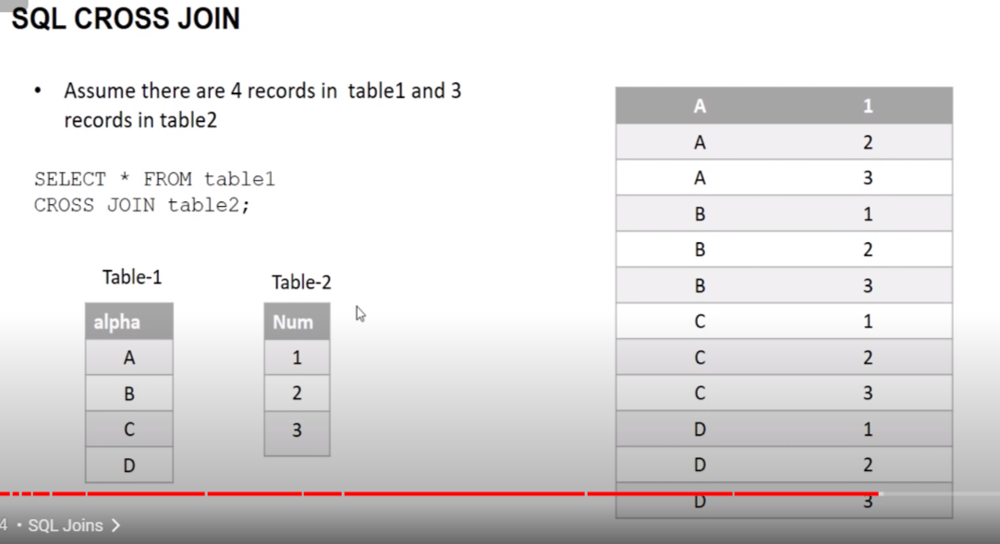 SQL CROSS JOIN
• Assume there are 4 records in table1 and 3
records in table2
SELECT * FROM table1
CROSS JOIN table2;
Table-1
alpha
A
B
C
D
Table-2
Num
1
2
3
A 1
A 2
A 3
B 1
B 2
B 3
C 1
C 2
C 3
D 1
D 2
D 3
4 • SQL Joins >